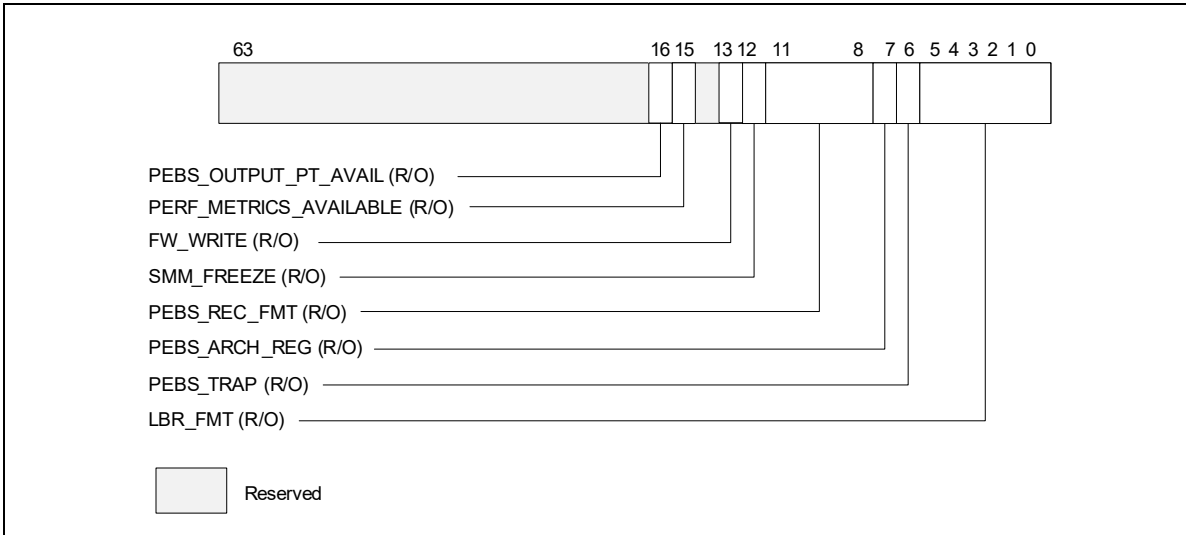 63 16 15 13 12 11 8 7 6 5 4 3 2 1 0
PEBS_OUTPUT_PT_AVAIL (R/O)
PERF_METRICS_AVAILABLE (R/O)
FW_WRITE (R/O)
SMM_FREEZE (R/O)
PEBS_REC_FMT (R/O)
PEBS_ARCH_REG (R/O)
PEBS_TRAP (R/O)
LBR_FMT (R/O)
Reserved